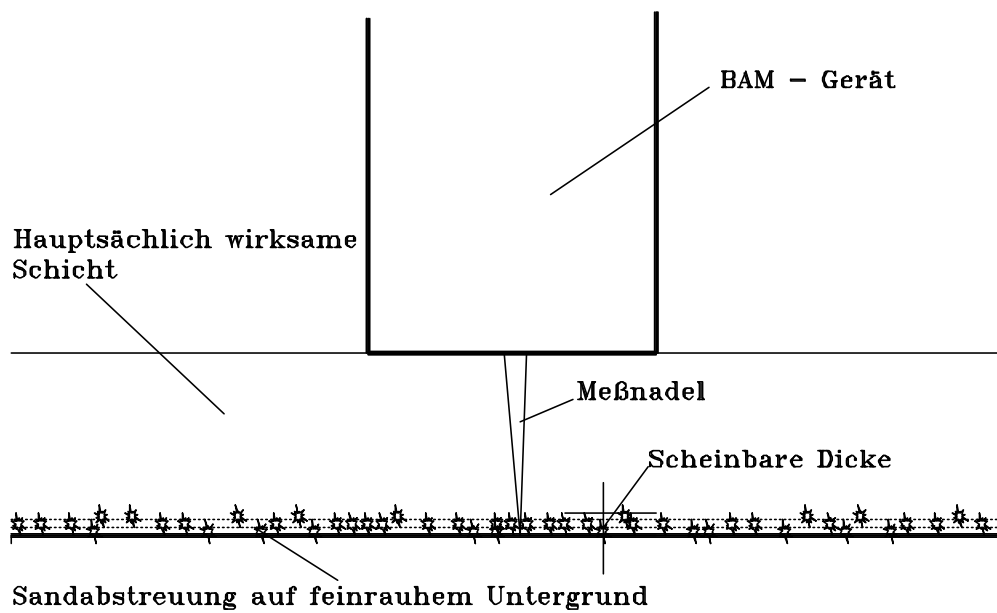 BAM – Gerät
Hauptsächlich wirksame
Schicht
Meßnadel
Scheinbare Dicke
Sandabstreuung auf feinrauhem Untergrund